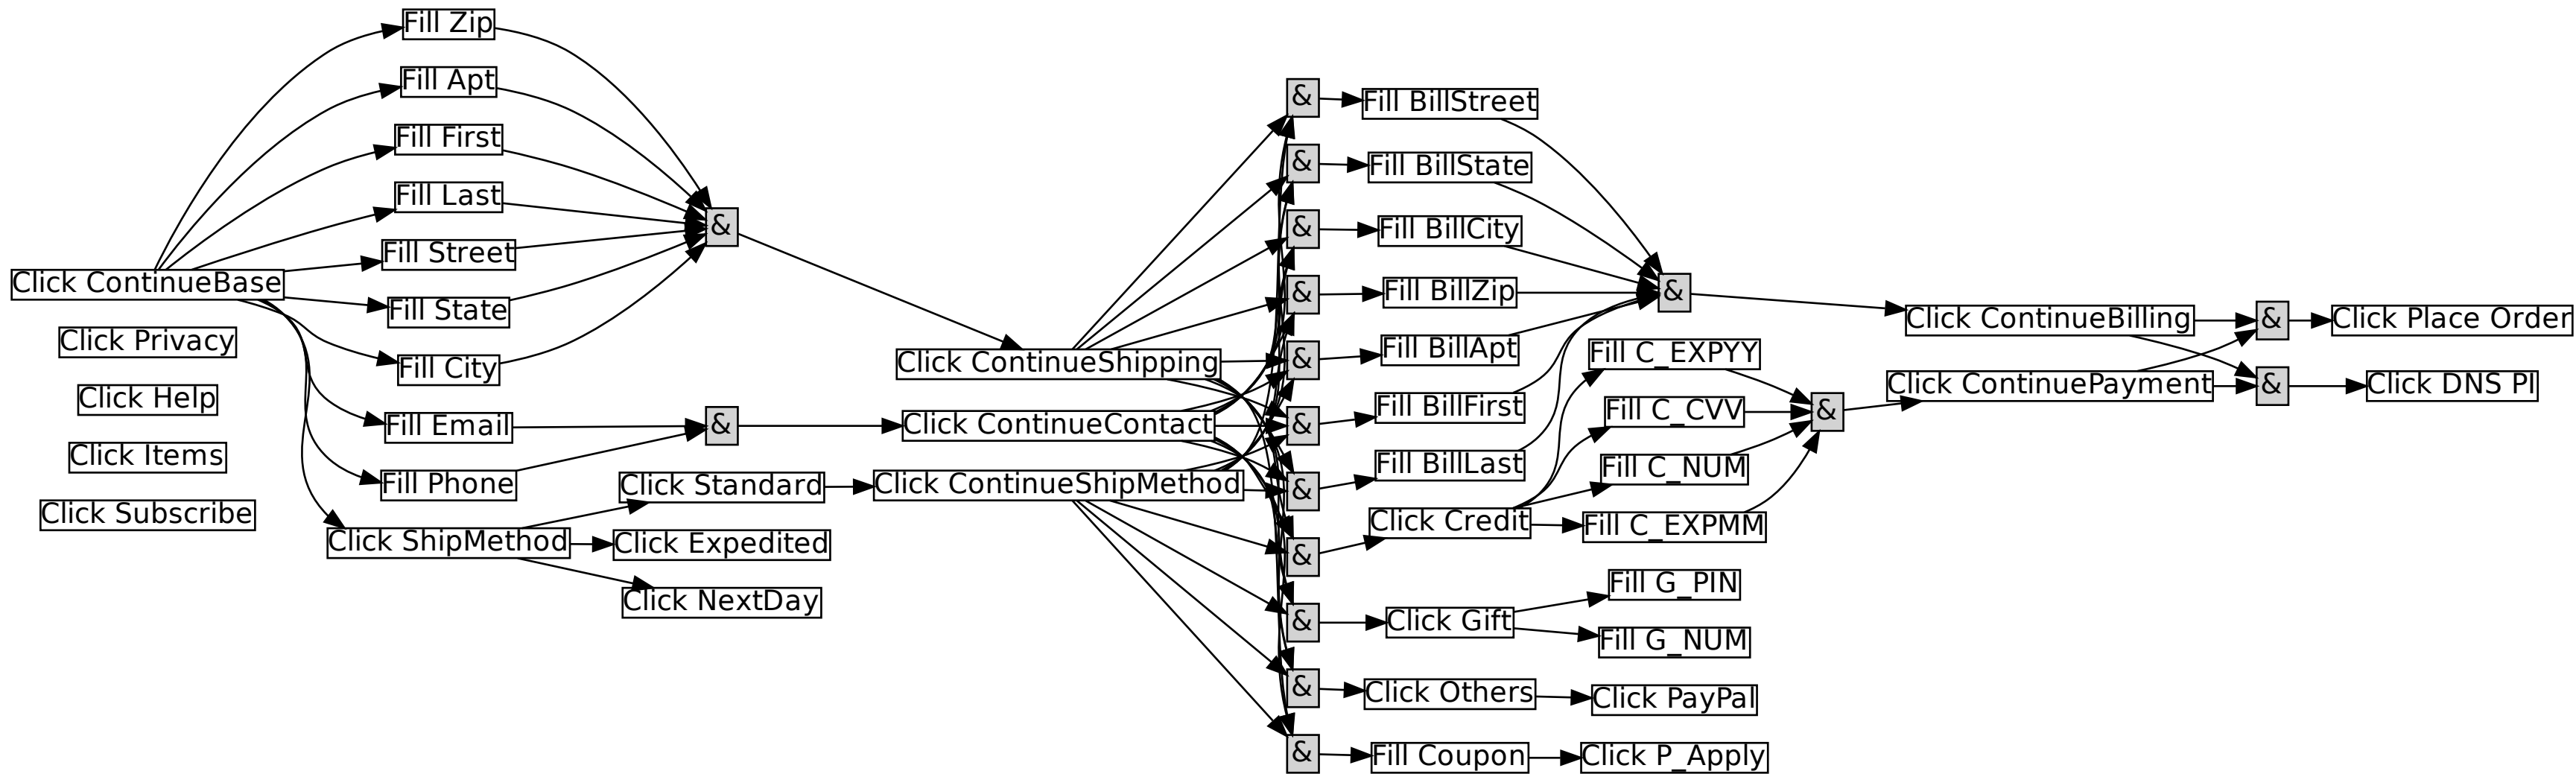 Click ContinueBase
Click Privacy
Click Help
Click Items
Click Subscribe
Fill Zip
Fill Apt
Fill First
Fill Last
Fill Street
Fill State
Fill City
Fill Email
Fill Phone
Click ShipMethod
Click Standard
Click Expedited
Click NextDay
&
&
Click ContinueShipping
Click ContinueContact
Click ContinueShipMethod
&
&
&
&
&
&
&
&
&
&
&
Fill BillStreet
Fill BillState
Fill BillCity
Fill BillZip
Fill BillApt
Fill BillFirst
Fill BillLast
Click Credit
Click Gift
Click Others
Fill Coupon
Fill C_EXPYY
Fill C_CVV
Fill C_NUM
Fill C_EXPMM
Fill G_PIN
Fill G_NUM
Click PayPal
Click P_Apply
&
&
Click ContinueBilling
Click ContinuePayment
&
&
Click Place Order
Click DNS PI